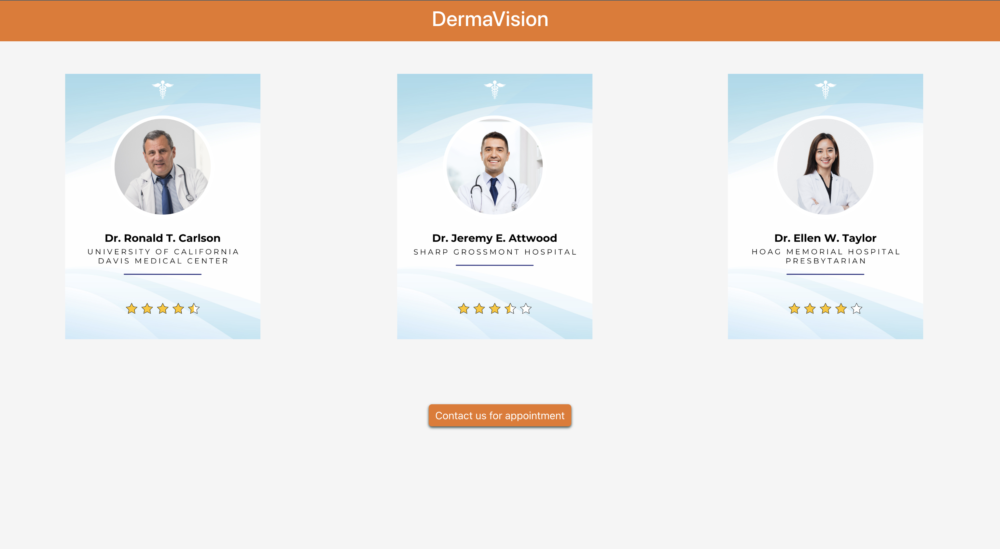 DermaVision
Dr. Ronald T. Carlson
UNIVERSITY OF CALIFORNIA
DAVIS MEDICAL CENTER
Dr. Jeremy E. Attwood
SHARP GROSSMONT HOSPITAL
Dr. Ellen W. Taylor
HOAG MEMORIAL HOSPITAL
PRESBYTARIAN
Contact us for appointment